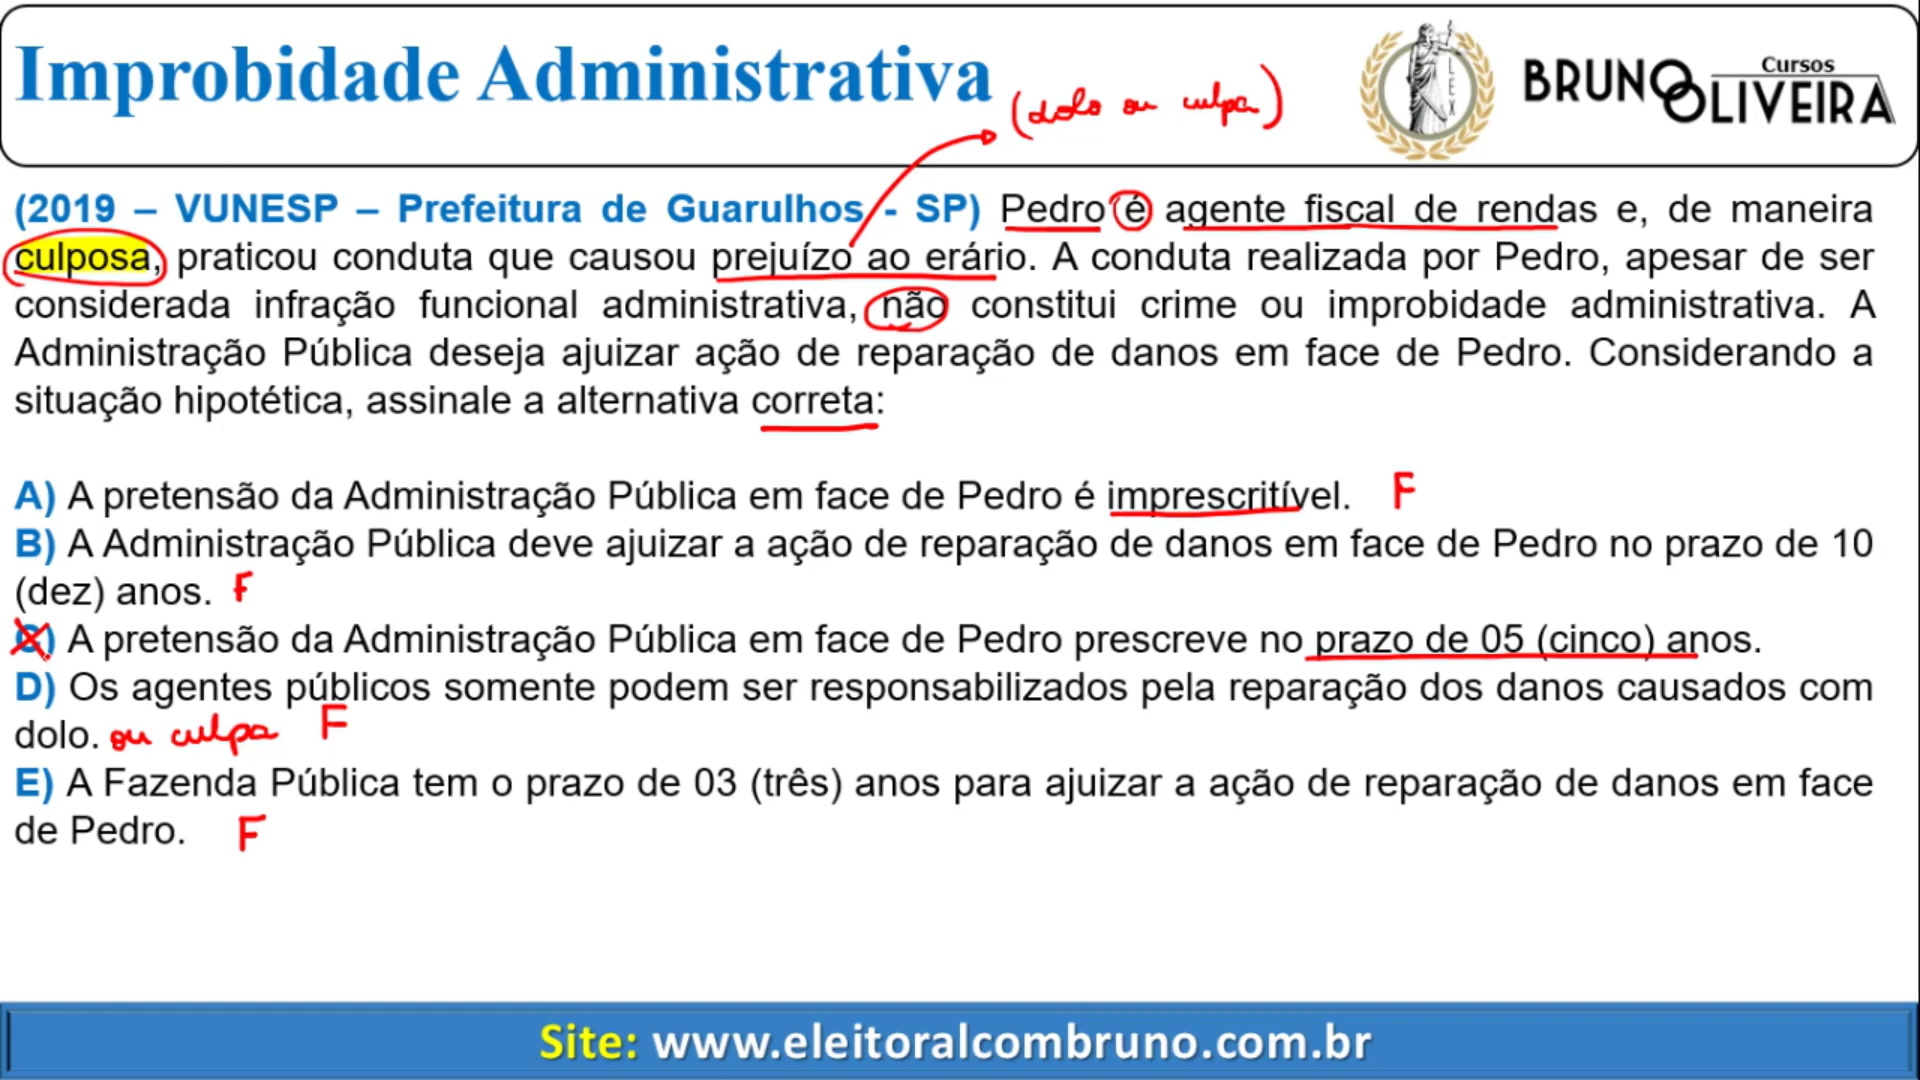 Improbidade Administrativa
(dolo ou culpa)
LEX
Cursos
BRUNO
OLIVEIRA
(2019 – VUNESP – Prefeitura de Guarulhos - SP) Pedro é agente fiscal de rendas e, de maneira
culposa, praticou conduta que causou prejuízo ao erário. A conduta realizada por Pedro, apesar de ser
considerada infração funcional administrativa, não constitui crime ou improbidade administrativa. A
Administração Pública deseja ajuizar ação de reparação de danos em face de Pedro. Considerando a
situação hipotética, assinale a alternativa correta:
A) A pretensão da Administração Pública em face de Pedro é imprescritível. F
B) A Administração Pública deve ajuizar a ação de reparação de danos em face de Pedro no prazo de 10
(dez) anos. F
C) A pretensão da Administração Pública em face de Pedro prescreve no prazo de 05 (cinco) anos.
D) Os agentes públicos somente podem ser responsabilizados pela reparação dos danos causados com
dolo. ou culpa F
E) A Fazenda Pública tem o prazo de 03 (três) anos para ajuizar a ação de reparação de danos em face
de Pedro. F
Site: www.eleitoralcombruno.com.br